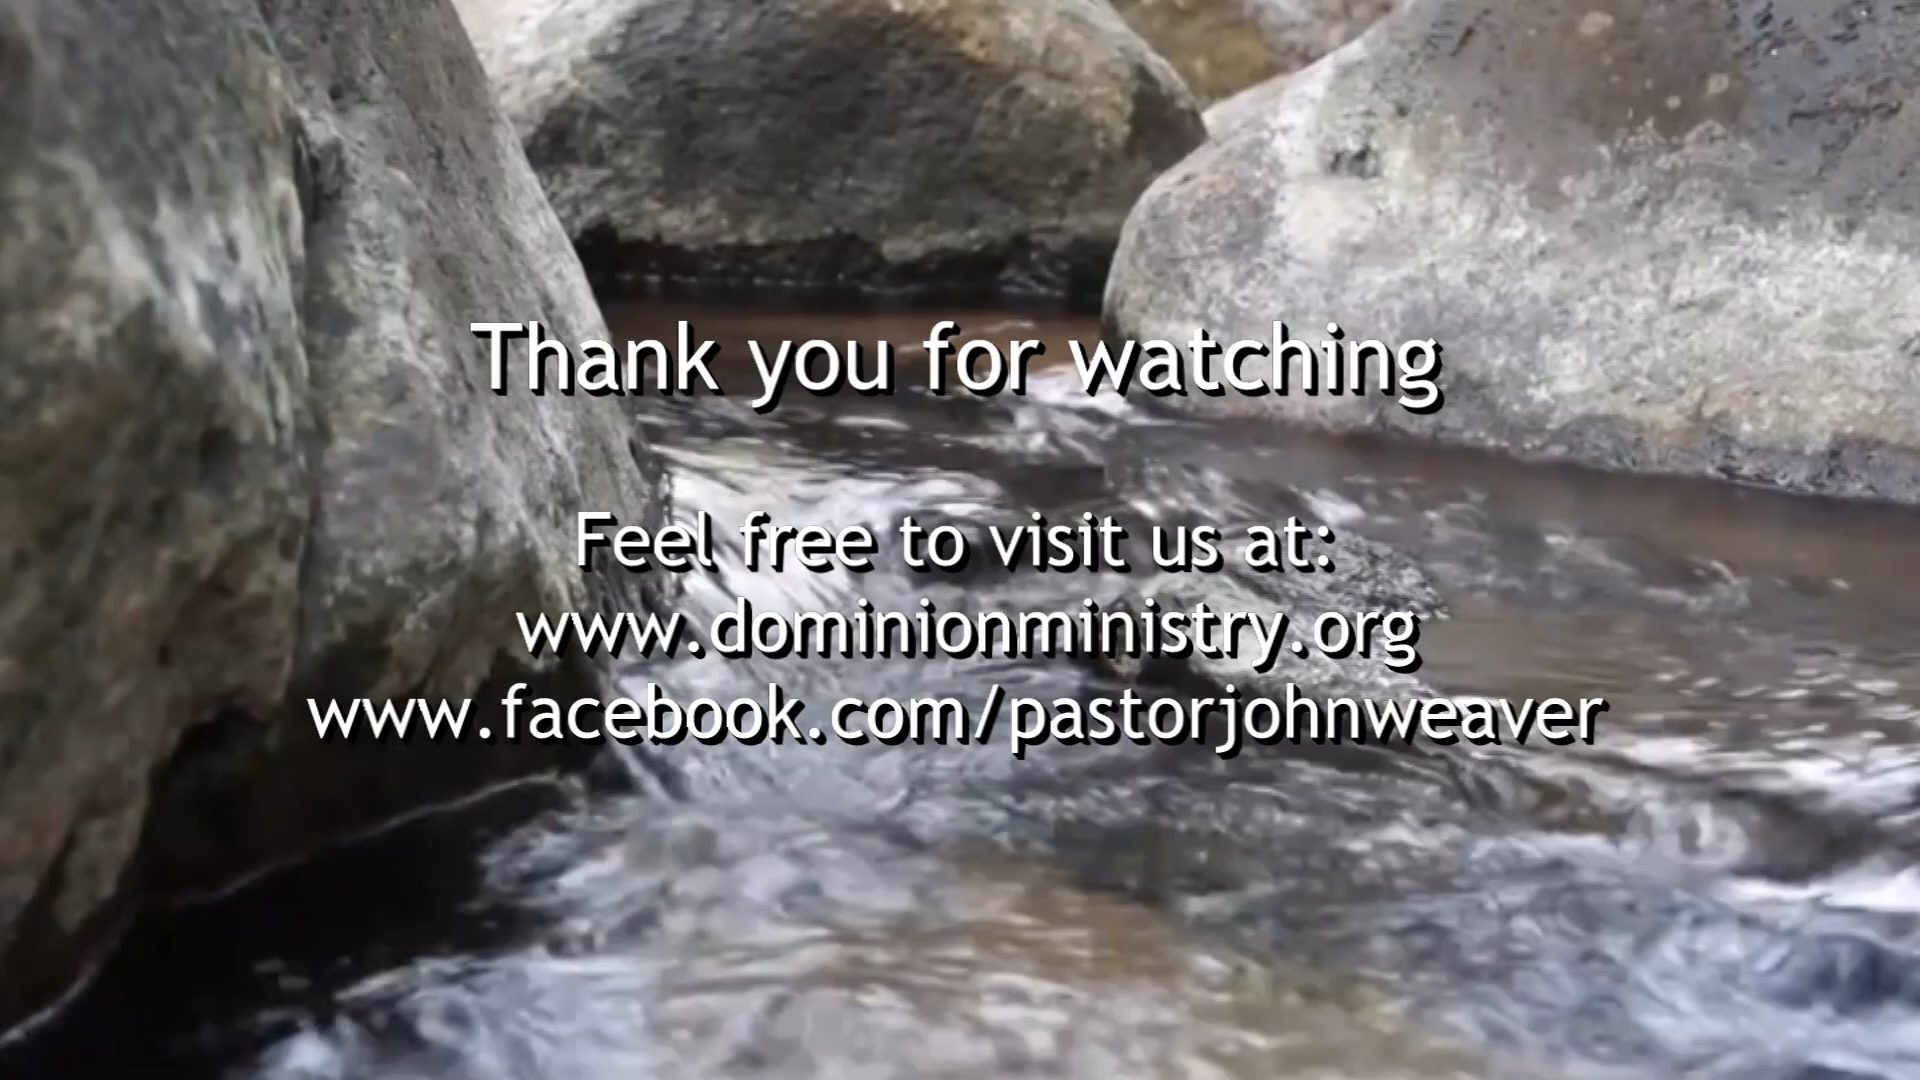 Thank you for watching
Feel free to visit us at:
www.dominionministry.org
www.facebook.com/pastorjohnweaver